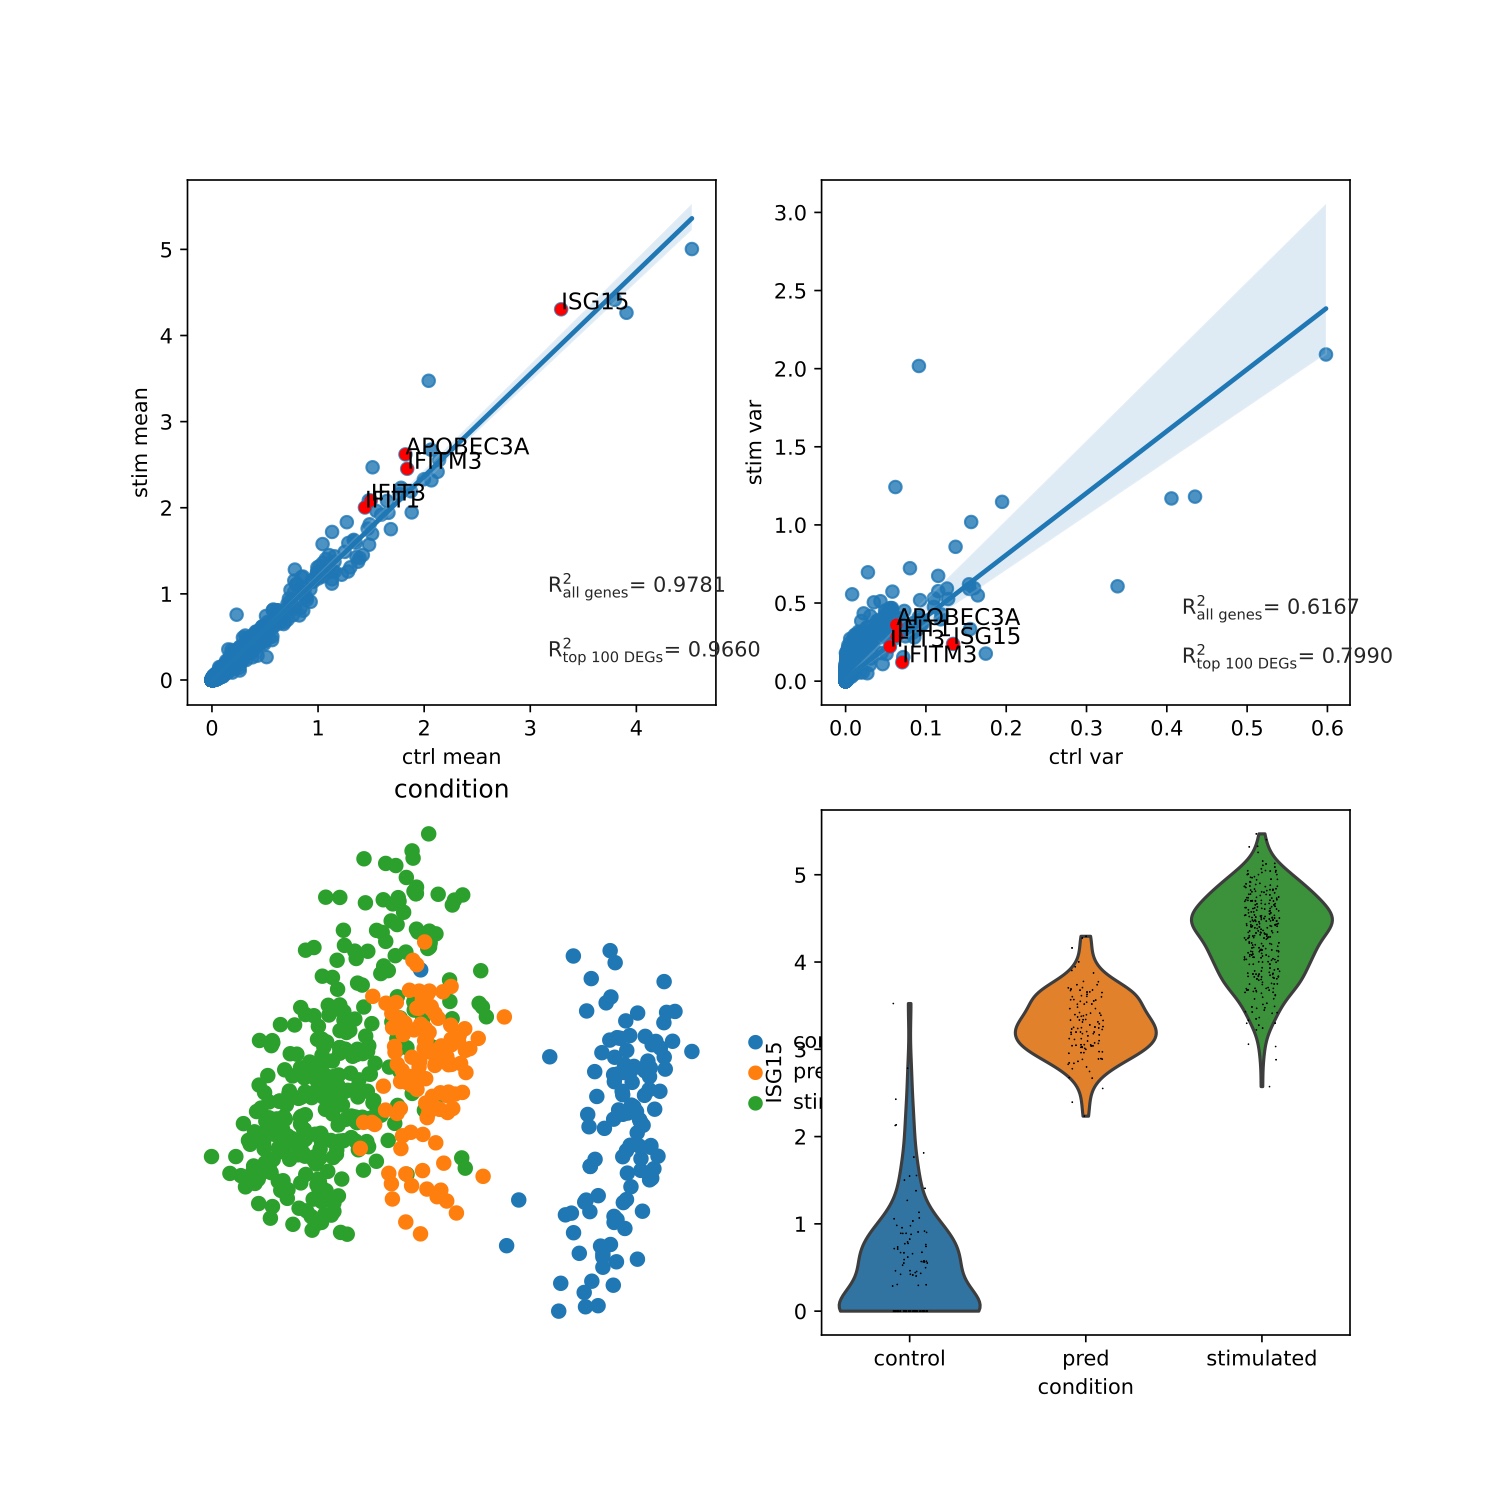 5
4
3
2
1
0
stim mean
ISG15
APOBEC3A
IFITM3
IFIT3
IFIT1
R2all genes= 0.9781
R2top 100 DEGs= 0.9660
0 1 2 3 4
ctrl mean
3.0
2.5
2.0
1.5
1.0
0.5
0.0
stim var
APOBEC3A
IFIT1
ISG15
IFIT3
IFITM3
R2all genes= 0.6167
R2top 100 DEGs= 0.7990
0.0 0.1 0.2 0.3 0.4 0.5 0.6
ctrl var
condition
co
pre
sti
ISG15
5
4
3
2
1
0
control pred stimulated
condition